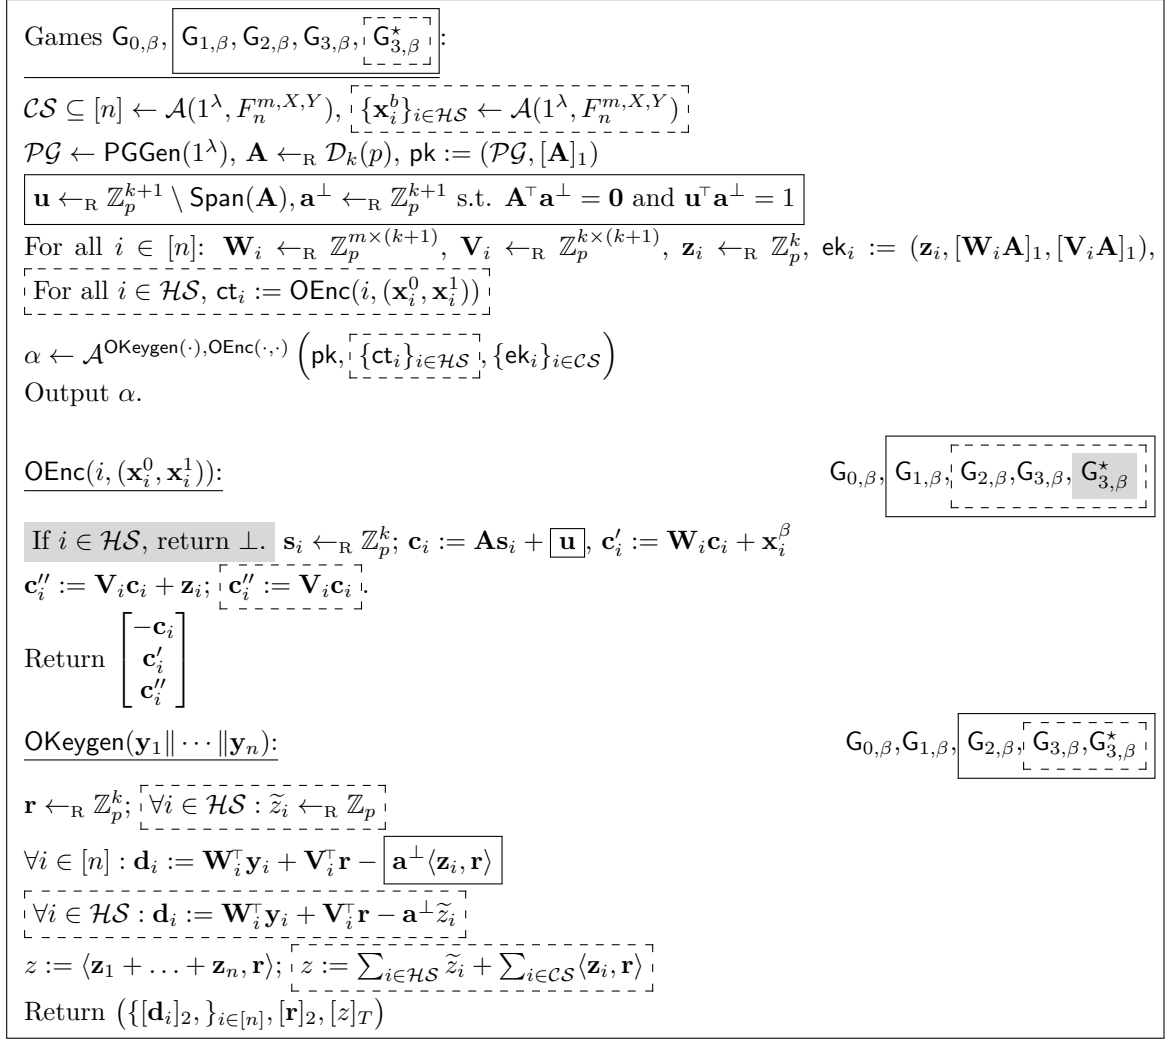 Games G_{0,β}, G_{1,β}, G_{2,β}, G_{3,β}, G^⋆_{3,β} :
𝒞𝒮 ⊆ [n] ← 𝒜(1^λ, F_n^{m,X,Y}), {x_i^b}_{i∈ℋ𝒮} ← 𝒜(1^λ, F_n^{m,X,Y})
𝒫𝒢 ← PGGen(1^λ), A ←_R 𝒟_k(p), pk := (𝒫𝒢, [A]_1)
u ←_R ℤ_p^{k+1} \ Span(A), a^⊥ ←_R ℤ_p^{k+1} s.t. A^⊤a^⊥ = 0 and u^⊤a^⊥ = 1
For all i ∈ [n]: W_i ←_R ℤ_p^{m×(k+1)}, V_i ←_R ℤ_p^{k×(k+1)}, z_i ←_R ℤ_p^k, ek_i := (z_i, [W_iA]_1, [V_iA]_1),
For all i ∈ ℋ𝒮, ct_i := OEnc(i, (x_i^0, x_i^1))
α ← 𝒜^{OKeygen(·),OEnc(·,·)} (pk, {ct_i}_{i∈ℋ𝒮}, {ek_i}_{i∈𝒞𝒮})
Output α.
OEnc(i, (x_i^0, x_i^1)): G_{0,β}, G_{1,β}, G_{2,β},G_{3,β}, G^⋆_{3,β}
If i ∈ ℋ𝒮, return ⊥. s_i ←_R ℤ_p^k; c_i := As_i + u, c'_i := W_ic_i + x_i^β
c''_i := V_ic_i + z_i; c''_i := V_ic_i.
Return [−c_i
c'_i
c''_i]
OKeygen(y_1‖ ··· ‖y_n): G_{0,β},G_{1,β}, G_{2,β}, G_{3,β},G^⋆_{3,β}
r ←_R ℤ_p^k; ∀i ∈ ℋ𝒮 : z̃_i ←_R ℤ_p
∀i ∈ [n] : d_i := W_i^⊤y_i + V_i^⊤r − a^⊥⟨z_i, r⟩
∀i ∈ ℋ𝒮 : d_i := W_i^⊤y_i + V_i^⊤r − a^⊥z̃_i
z := ⟨z_1 + … + z_n, r⟩; z := ∑_{i∈ℋ𝒮} z̃_i + ∑_{i∈𝒞𝒮}⟨z_i, r⟩
Return ({[d_i]_2, }_{i∈[n]}, [r]_2, [z]_T)